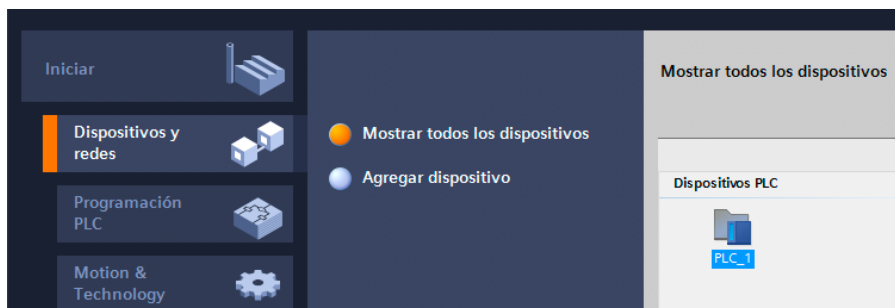 Iniciar
Dispositivos y
redes
Programación
PLC
Motion &
Technology
Mostrar todos los dispositivos
Agregar dispositivo
Mostrar todos los dispositivos
Dispositivos PLC
PLC_1